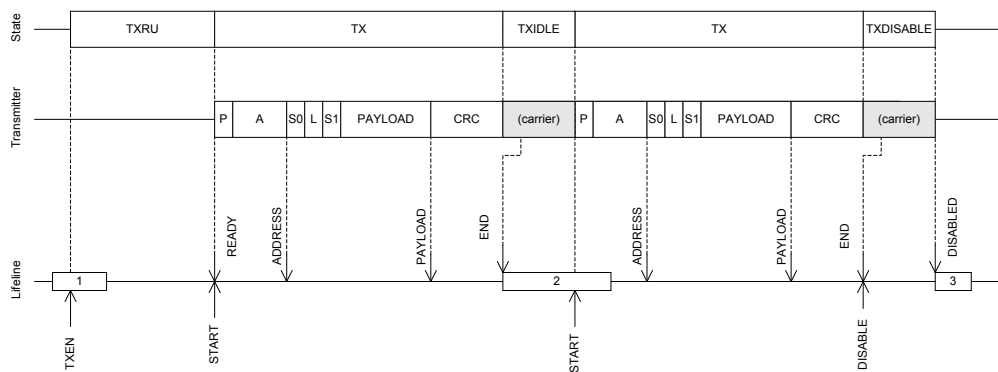 State
TXRU
TX
TXIDLE
TX
TXDISABLE
Transmitter
P
A
S0
L
S1
PAYLOAD
CRC
(carrier)
P
A
S0
L
S1
PAYLOAD
CRC
(carrier)
READY
ADDRESS
PAYLOAD
END
ADDRESS
PAYLOAD
END
DISABLED
Lifeline
1
2
3
TXEN
START
START
DISABLE